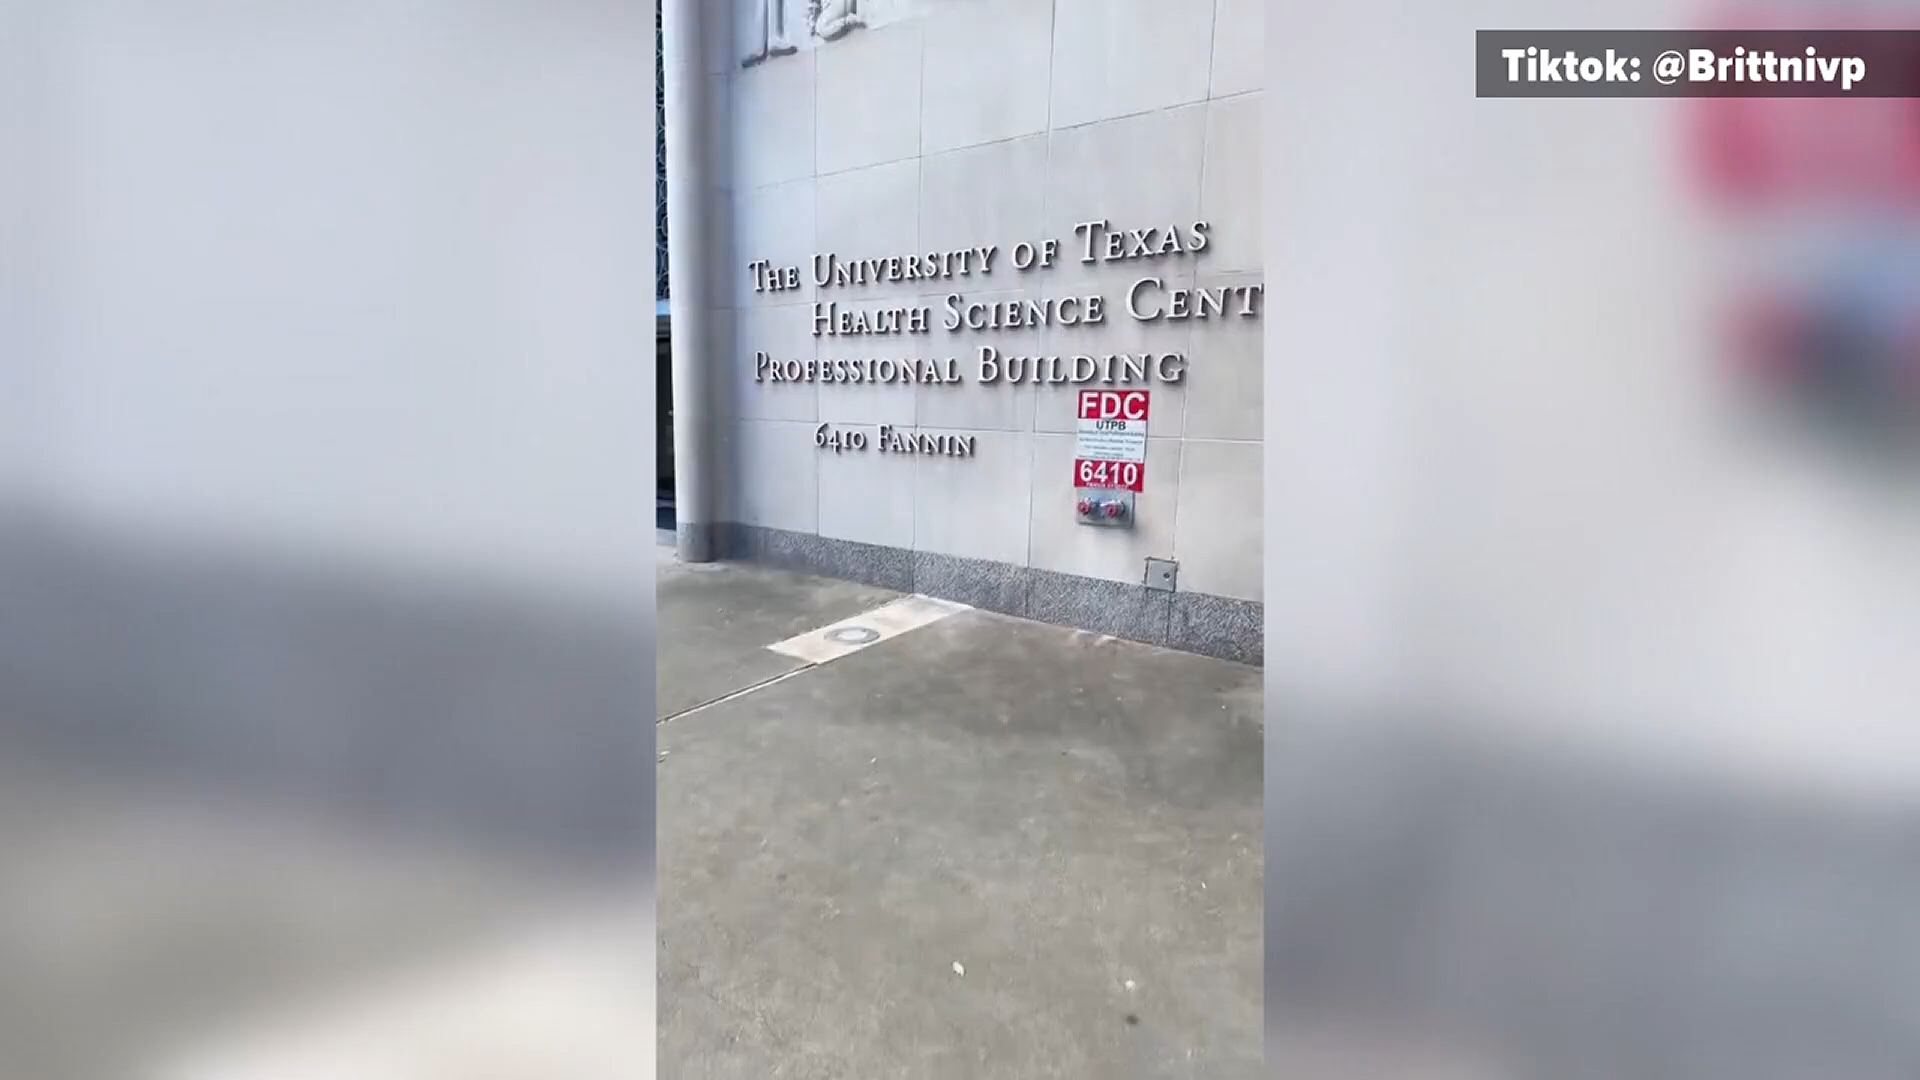 Tiktok: @Brittnivp
The University of Texas
Health Science Cent
Professional Building
6410 Fannin
FDC
UTPB
6410